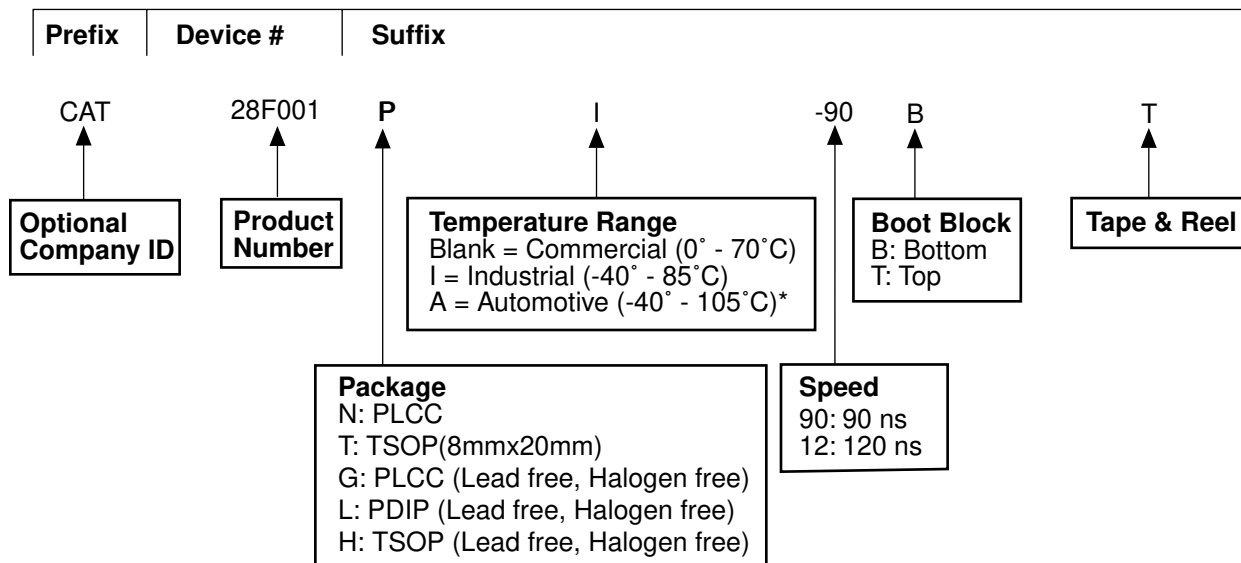 Prefix Device # Suffix
CAT 28F001 P I -90 B T
Optional
Company ID
Product
Number
Temperature Range
Blank = Commercial (0˚ - 70˚C)
I = Industrial (-40˚ - 85˚C)
A = Automotive (-40˚ - 105˚C)*
Boot Block
B: Bottom
T: Top
Tape & Reel
Package
N: PLCC
T: TSOP(8mmx20mm)
G: PLCC (Lead free, Halogen free)
L: PDIP (Lead free, Halogen free)
H: TSOP (Lead free, Halogen free)
Speed
90: 90 ns
12: 120 ns